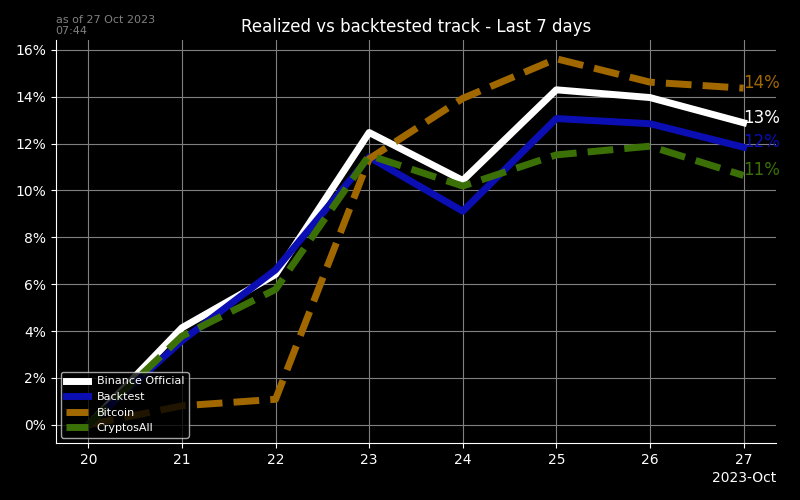 as of 27 Oct 2023
07:44
Realized vs backtested track - Last 7 days
16%
14%
12%
10%
8%
6%
4%
2%
0%
14%
13%
12%
11%
Binance Official
Backtest
Bitcoin
CryptosAll
20 21 22 23 24 25 26 27
2023-Oct